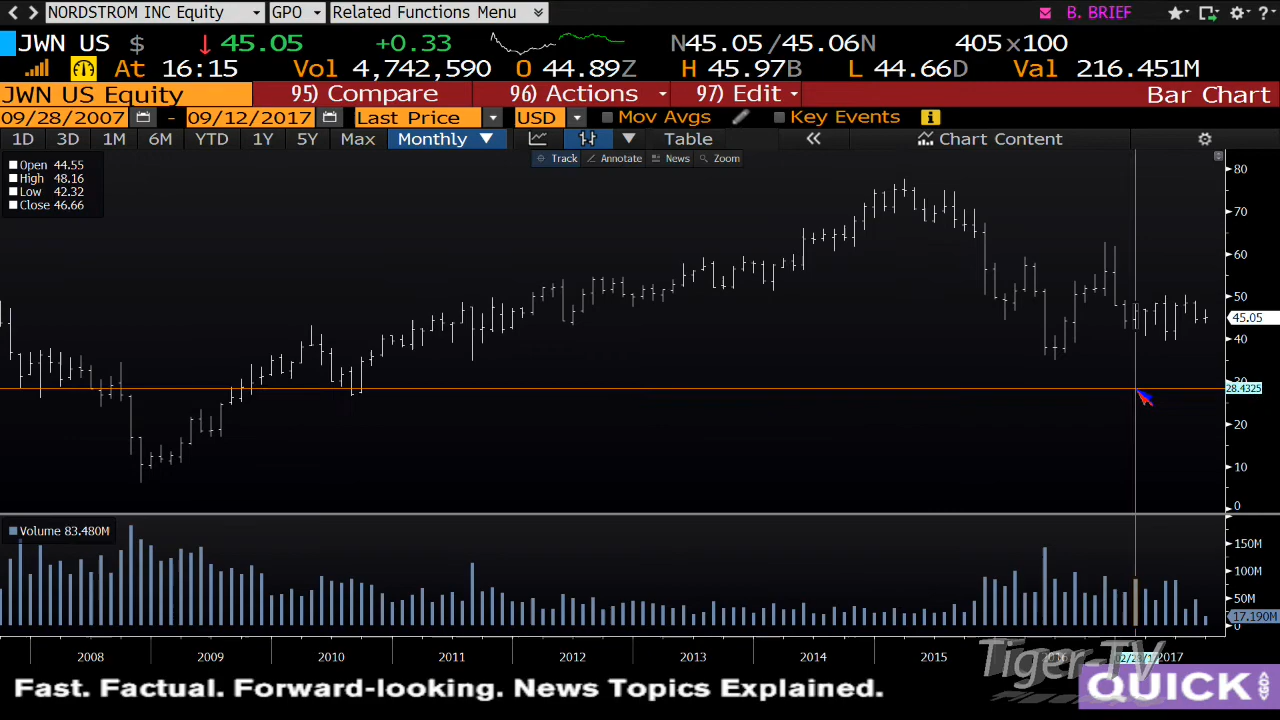 NORDSTROM INC Equity GPO Related Functions Menu B. BRIEF ?
JWN US $ ↓ 45.05 +0.33 N45.05/45.06N 405x100
At 16:15 Vol 4,742,590 O 44.89Z H 45.97B L 44.66D Val 216.451M
JWN US Equity 95) Compare 96) Actions 97) Edit Bar Chart
09/28/2007 - 09/12/2017 Last Price USD Mov Avgs Key Events
1D 3D 1M 6M YTD 1Y 5Y Max Monthly Table Chart Content
Track Annotate News Zoom
Open 44.55
High 48.16
Low 42.32
Close 46.66
80
70
60
50
45.05
40
30
28.4325
20
10
0
Volume 83.480M
150M
100M
50M
17.190M
0
2008 2009 2010 2011 2012 2013 2014 2015 2016 2017
Tiger-TV
Fast. Factual. Forward-looking. News Topics Explained. QUICK